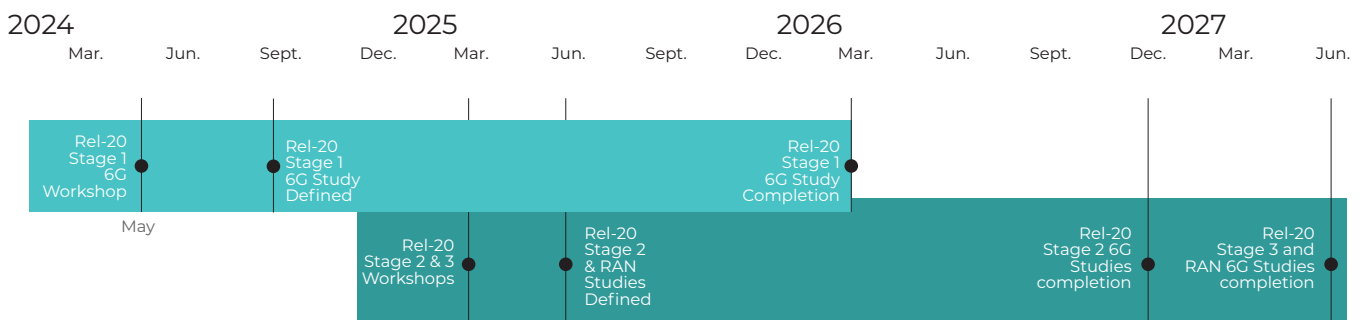 2024 2025 2026 2027
Mar. Jun. Sept. Dec. Mar. Jun. Sept. Dec. Mar. Jun. Sept. Dec. Mar. Jun.
Rel-20
Stage 1
6G
Workshop
May
Rel-20
Stage 1
6G Study
Defined
Rel-20
Stage 1
6G Study
Completion
Rel-20
Stage 2 & 3
Workshops
Rel-20
Stage 2
& RAN
Studies
Defined
Rel-20
Stage 2 6G
Studies
completion
Rel-20
Stage 3 and
RAN 6G Studies
completion